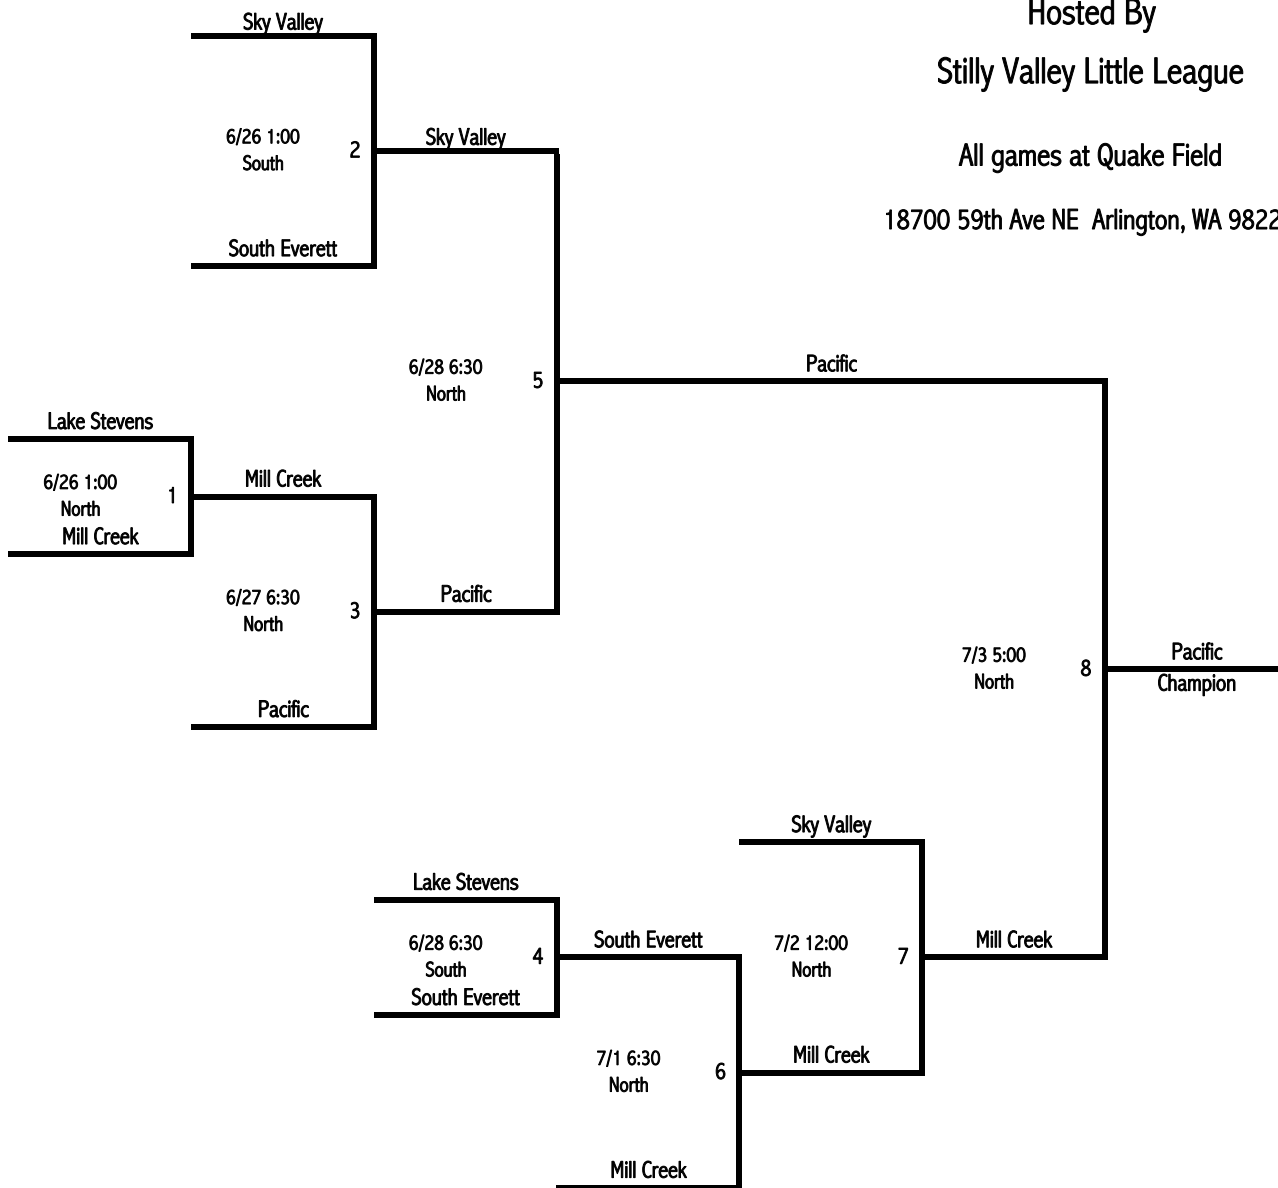 Hosted By
Sky Valley
Stilly Valley Little League
6/26 1:00
2
Sky Valley
South
All games at Quake Field
18700 59th Ave NE  Arlington, WA 9822
South Everett
6/28 6:30
5
North
Pacific
Lake Stevens
6/26 1:00
1
North
Mill Creek
Mill Creek
6/27 6:30
3
North
Pacific
Pacific
7/3 5:00
8
North
Pacific
Champion
Sky Valley
Lake Stevens
6/28 6:30
4
South
South Everett
South Everett
7/2 12:00
7
North
Mill Creek
7/1 6:30
6
North
Mill Creek
Mill Creek